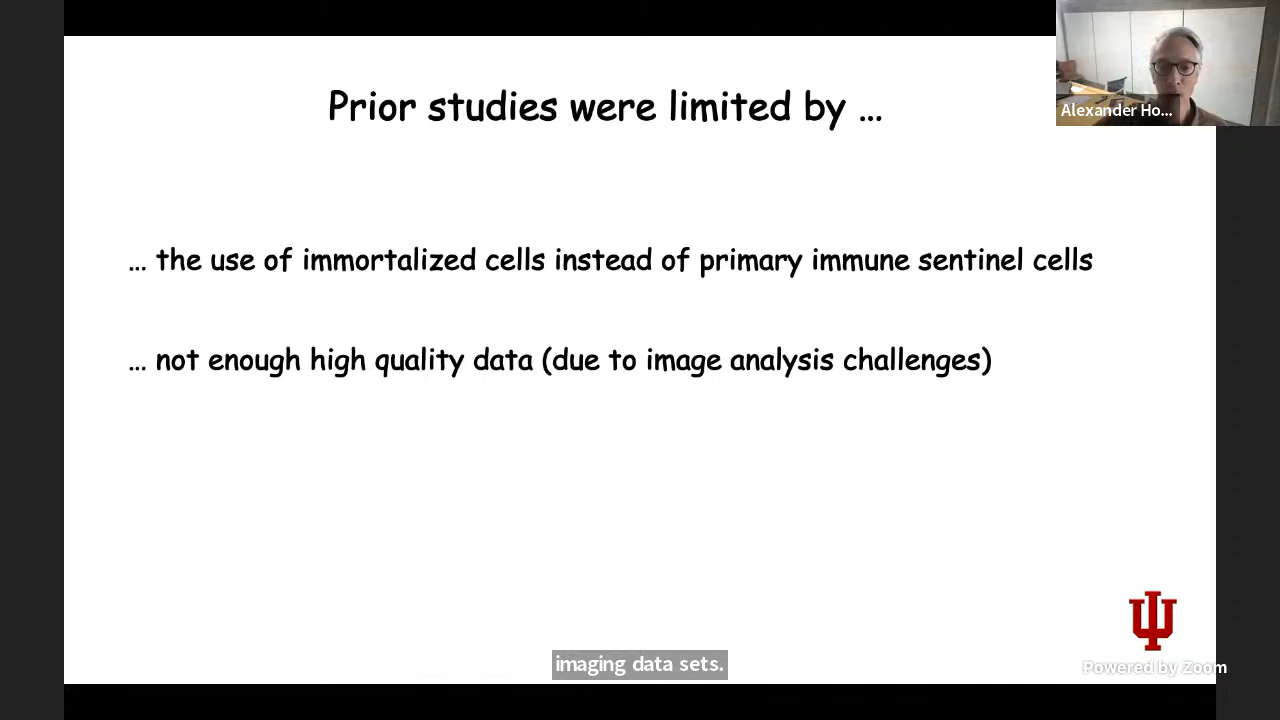 Prior studies were limited by ...
Alexander Ho...
... the use of immortalized cells instead of primary immune sentinel cells
... not enough high quality data (due to image analysis challenges)
imaging data sets.
Powered by Zoom